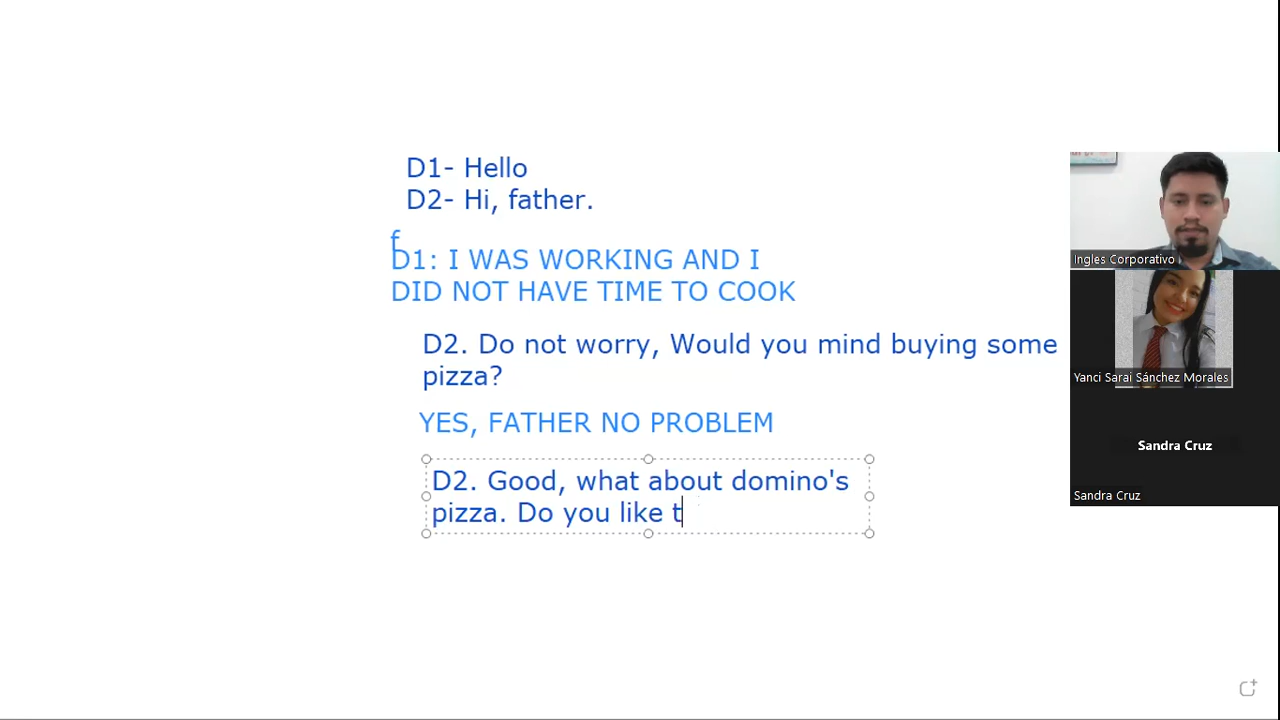 D1- Hello
D2- Hi, father.
f
D1: I WAS WORKING AND I
DID NOT HAVE TIME TO COOK
D2. Do not worry, Would you mind buying some
pizza?
YES, FATHER NO PROBLEM
D2. Good, what about domino's
pizza. Do you like t
Ingles Corporativo
Yanci Sarai Sánchez Morales
Sandra Cruz
Sandra Cruz